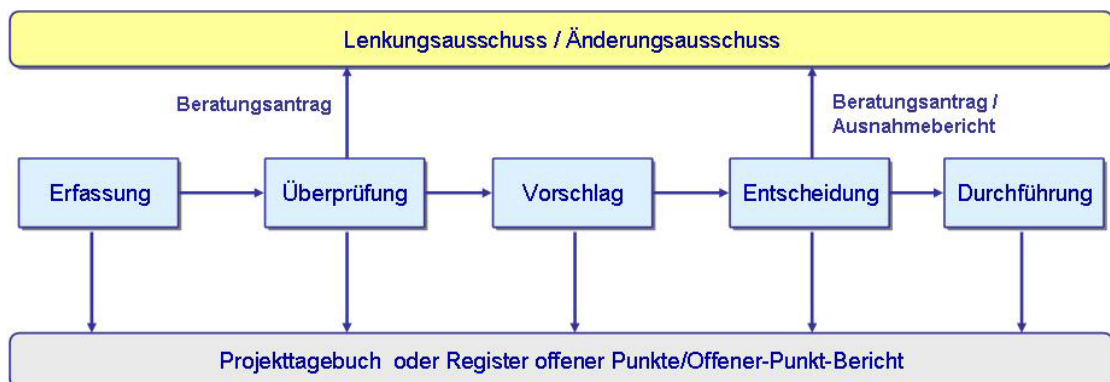 Lenkungsausschuss / Änderungsausschuss
Beratungsantrag
Beratungsantrag /
Ausnahmebericht
Erfassung
Überprüfung
Vorschlag
Entscheidung
Durchführung
Projekttagebuch oder Register offener Punkte/Offener-Punkt-Bericht